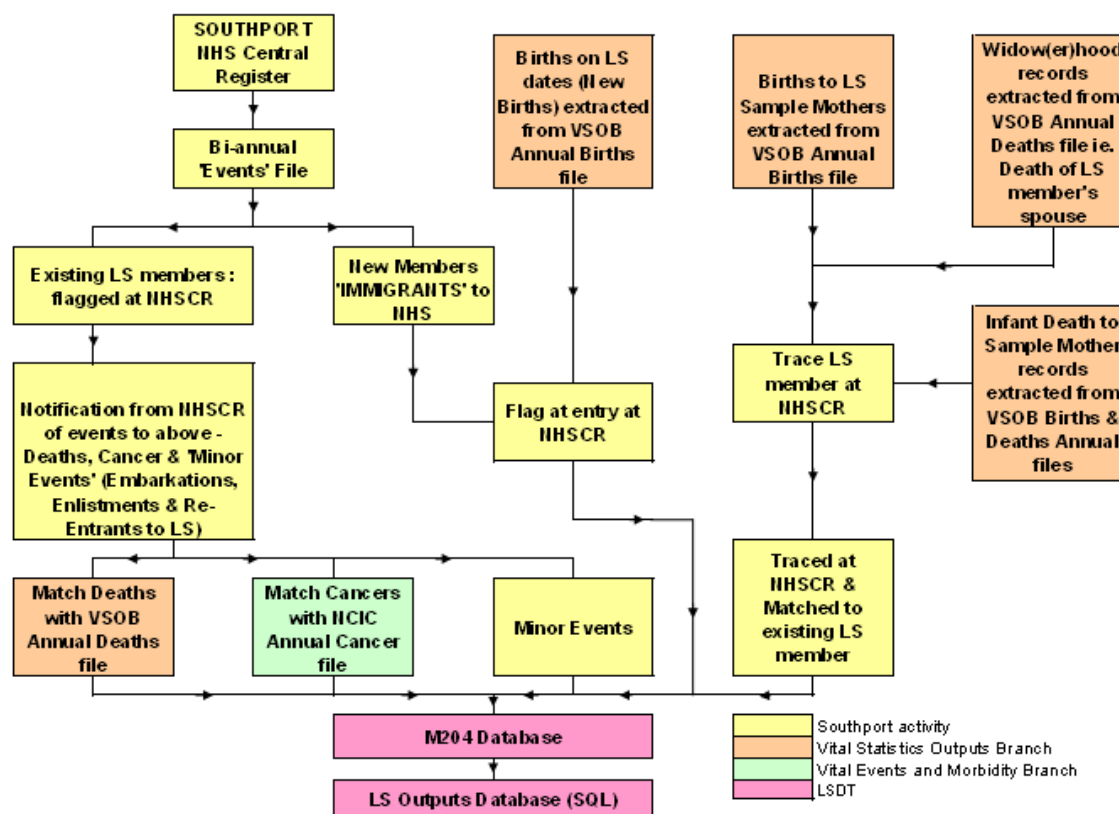 SOUTHPORT
NHS Central
Register
Bi-annual
'Events' File
Existing LS members :
flagged at NHSCR
New Members
'IMMIGRANTS' to
NHS
Notification from NHSCR
of events to above -
Deaths, Cancer & 'Minor
Events' (Embarkations,
Enlistments & Re-
Entrants to LS)
Births on LS
dates (New
Births) extracted
from VSOB
Annual Births
file
Flag at entry at
NHSCR
Births to LS
Sample Mothers
extracted from
VSOB Annual
Births file
Widow(er)hood
records
extracted from
VSOB Annual
Deaths file ie.
Death of LS
member's
spouse
Trace LS
member at
NHSCR
Infant Death to
Sample Mother
records
extracted from
VSOB Births &
Deaths Annual
files
Traced at
NHSCR &
Matched to
existing LS
member
Match Deaths
with VSOB
Annual Deaths
file
Match Cancers
with NCIC
Annual Cancer
file
Minor Events
M204 Database
LS Outputs Database (SQL)
Southport activity
Vital Statistics Outputs Branch
Vital Events and Morbidity Branch
LSDT